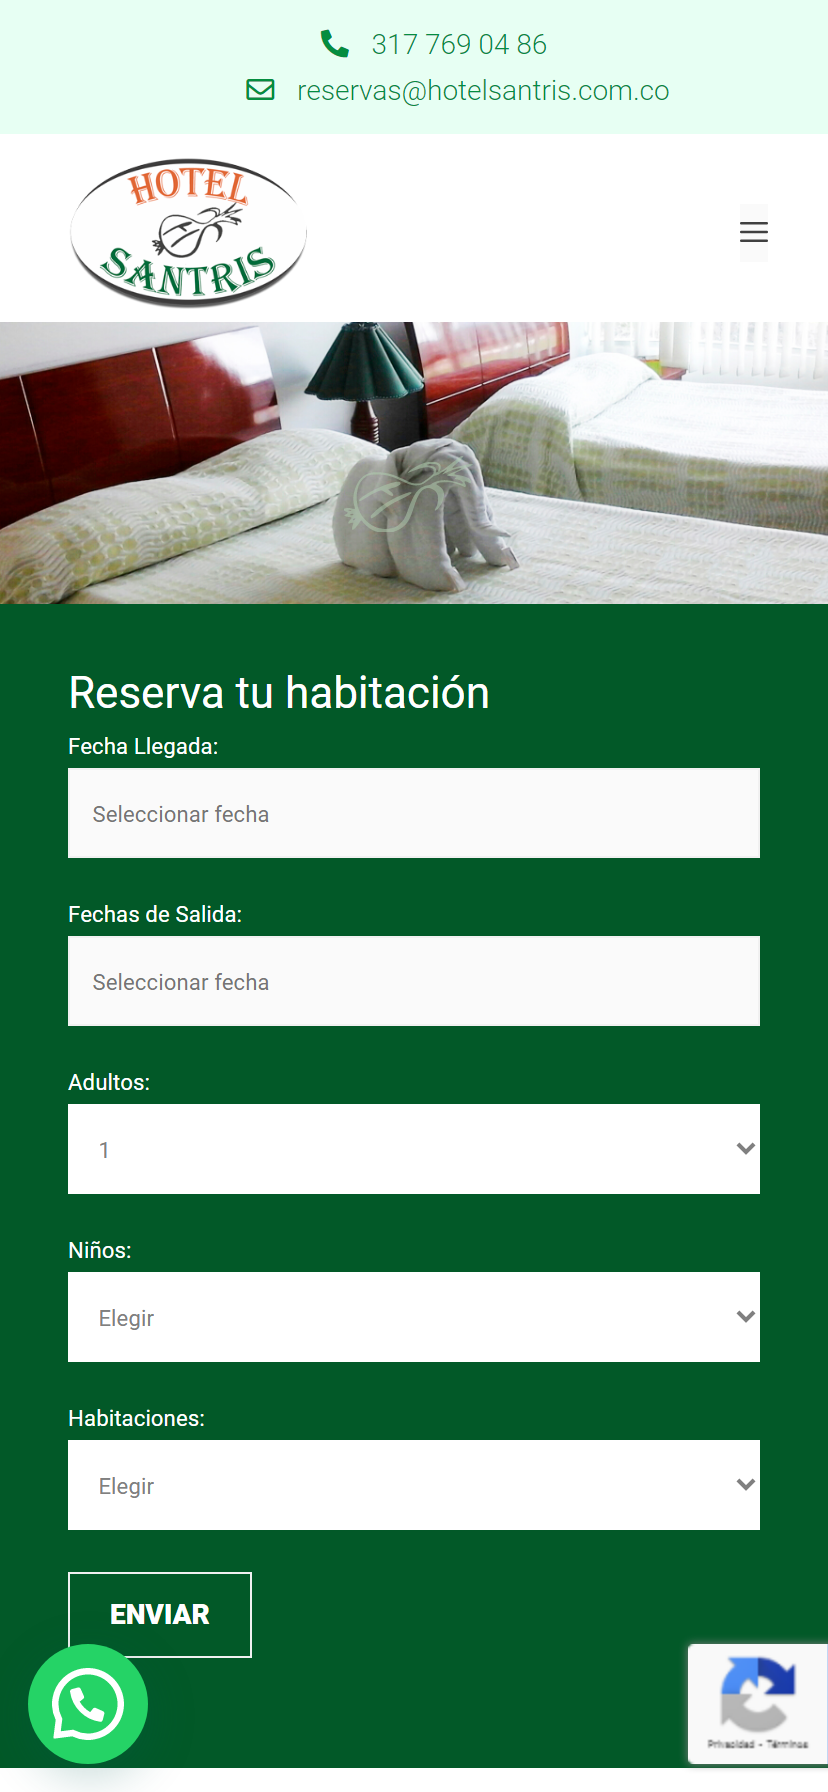 317 769 04 86
reservas@hotelsantris.com.co
HOTEL
SANTRIS
Reserva tu habitación
Fecha Llegada:
Seleccionar fecha
Fechas de Salida:
Seleccionar fecha
Adultos:
1
Niños:
Elegir
Habitaciones:
Elegir
ENVIAR
Privacidad - Términos